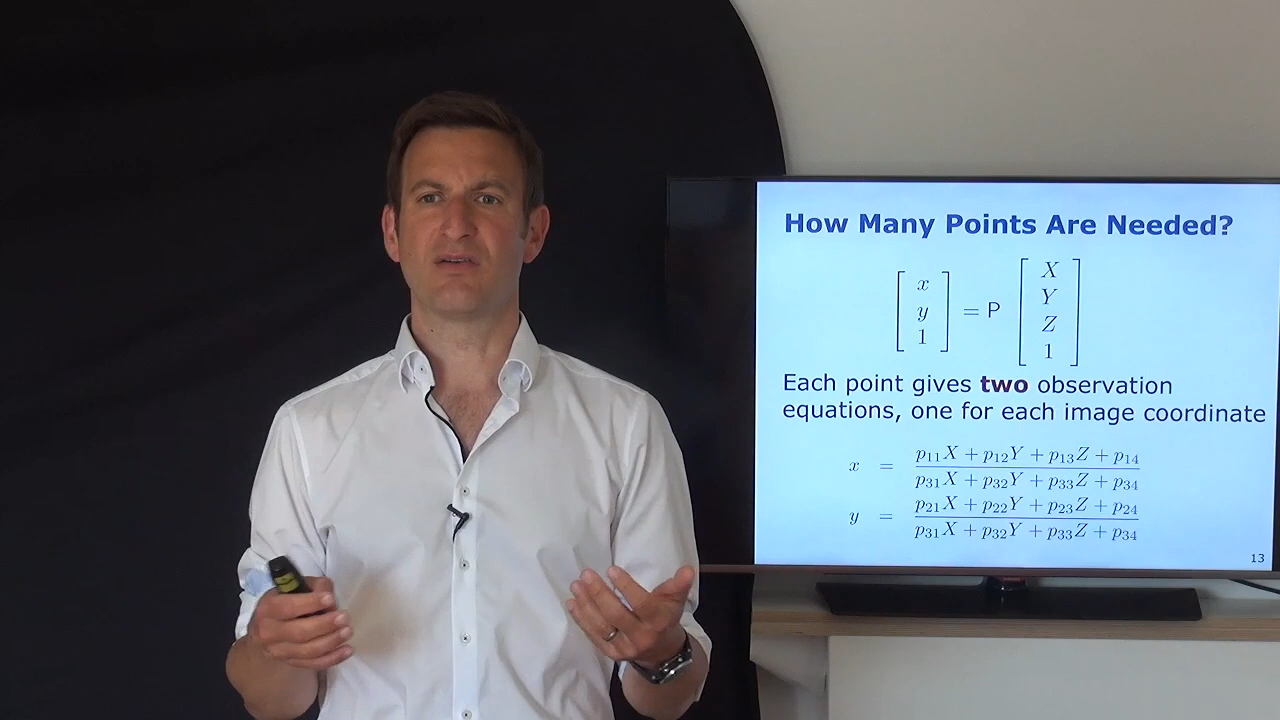 How Many Points Are Needed?
[ x y 1 ] = P [ X Y Z 1 ]
Each point gives two observation
equations, one for each image coordinate
x = (p₁₁X + p₁₂Y + p₁₃Z + p₁₄) / (p₃₁X + p₃₂Y + p₃₃Z + p₃₄)
y = (p₂₁X + p₂₂Y + p₂₃Z + p₂₄) / (p₃₁X + p₃₂Y + p₃₃Z + p₃₄)
13